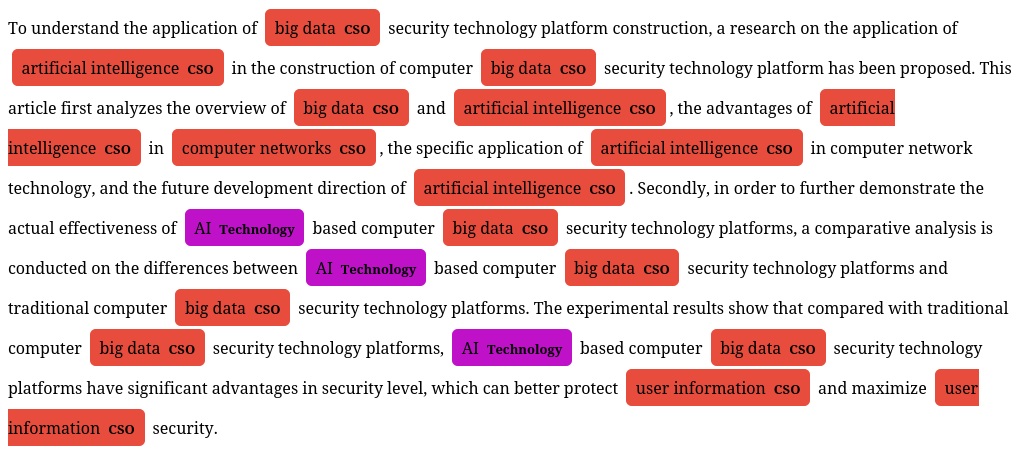 To understand the application of big data CSO security technology platform construction, a research on the application of
artificial intelligence CSO in the construction of computer big data CSO security technology platform has been proposed. This
article first analyzes the overview of big data CSO and artificial intelligence CSO , the advantages of artificial
intelligence CSO in computer networks CSO , the specific application of artificial intelligence CSO in computer network
technology, and the future development direction of artificial intelligence CSO . Secondly, in order to further demonstrate the
actual effectiveness of AI Technology based computer big data CSO security technology platforms, a comparative analysis is
conducted on the differences between AI Technology based computer big data CSO security technology platforms and
traditional computer big data CSO security technology platforms. The experimental results show that compared with traditional
computer big data CSO security technology platforms, AI Technology based computer big data CSO security technology
platforms have significant advantages in security level, which can better protect user information CSO and maximize user
information CSO security.